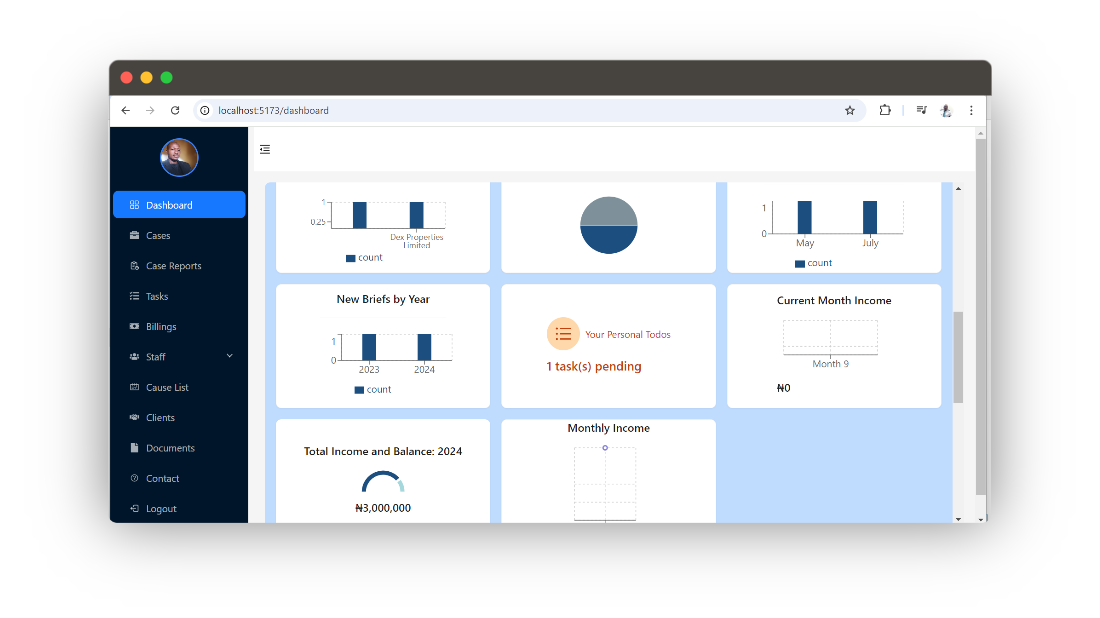 localhost:5173/dashboard
Dashboard
Cases
Case Reports
Tasks
Billings
Staff
Cause List
Clients
Documents
Contact
Logout
1
0.25
Dex Properties
Limited
count
1
0
May
July
count
New Briefs by Year
1
0
2023
2024
count
Your Personal Todos
1 task(s) pending
Current Month Income
Month 9
₦0
Total Income and Balance: 2024
₦3,000,000
Monthly Income